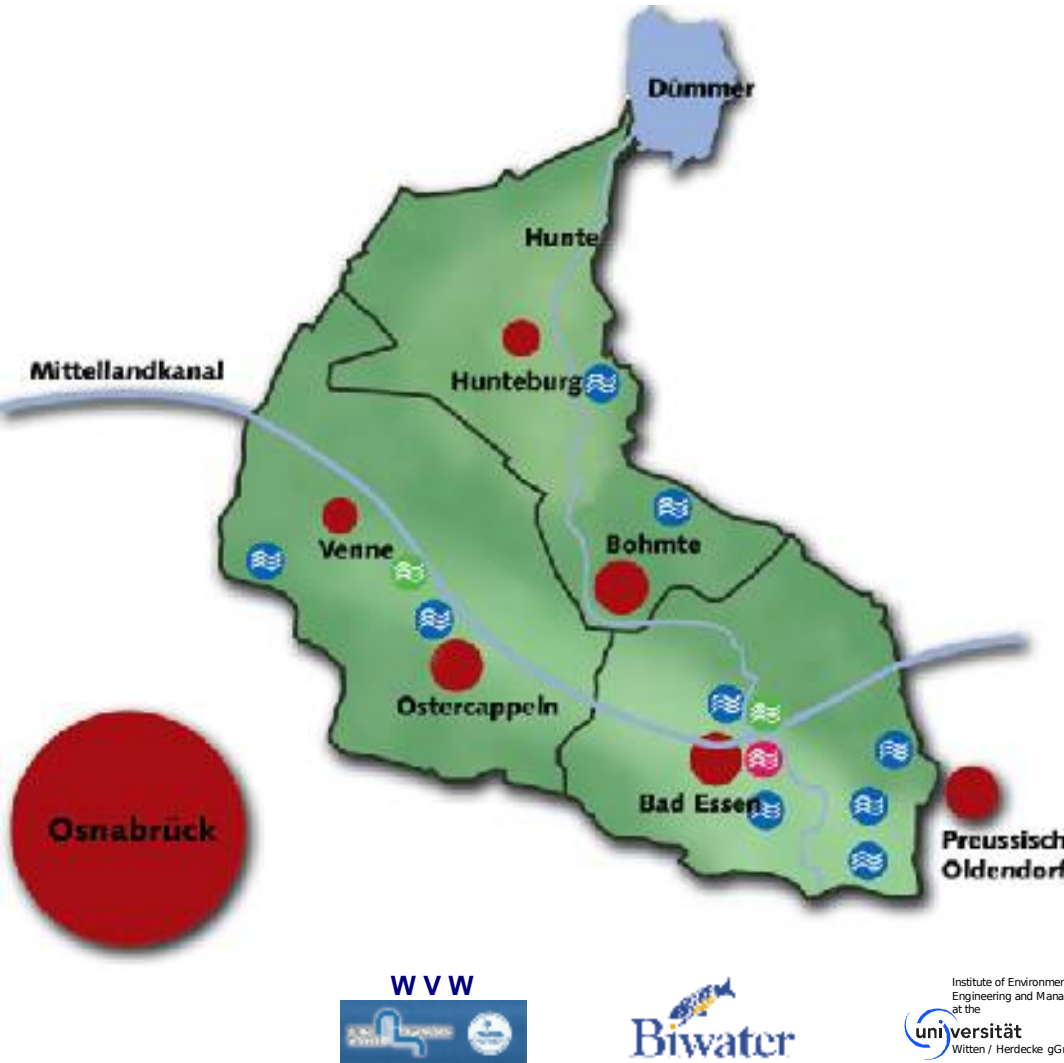 Dümmer
Hunte
Mittellandkanal
Hunteburg
Bohmte
Venne
Ostercappeln
Bad Essen
Osnabrück
Preussisch
Oldendorf
W V W
Biwater
Institute of Environmen
Engineering and Mana
at the
universität
Witten / Herdecke